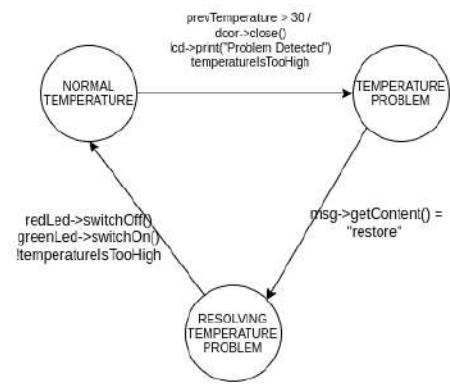 prevTemperature > 30 /
door->close()
lcd->print("Problem Detected")
temperatureIsTooHigh
NORMAL
TEMPERATURE
TEMPERATURE
PROBLEM
redLed->switchOff()
greenLed->switchOn()
!temperatureIsTooHigh
msg->getContent() =
"restore"
RESOLVING
TEMPERATURE
PROBLEM